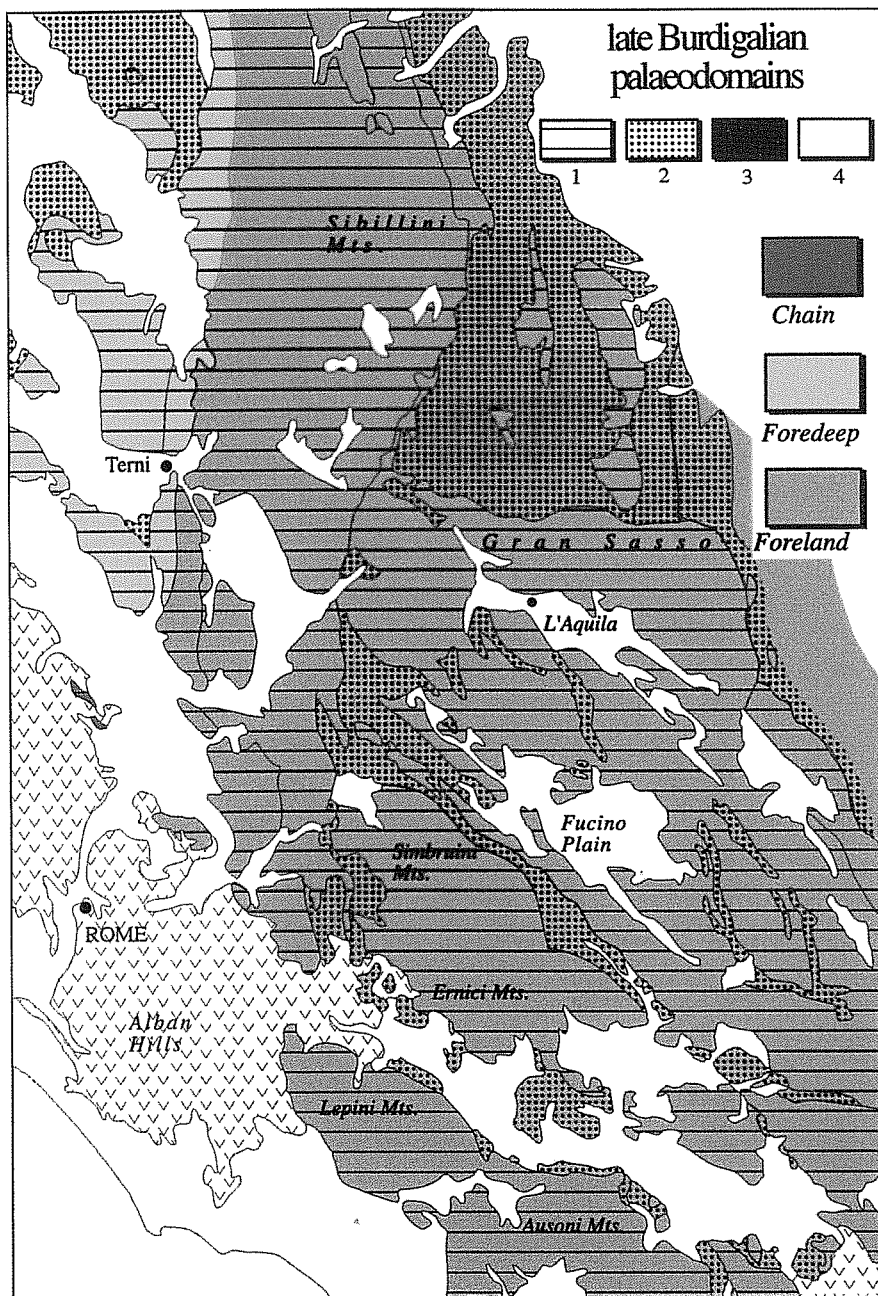 late Burdigalian
palaeodomains
1
2
3
4
Sibillini
Mts.
Chain
Foredeep
Terni
Gran Sasso
Foreland
L'Aquila
Fucino
Plain
Simbruini
Mts.
ROME
Ernici Mts.
Alban
Hills
Lepini Mts.
Ausoni Mts.